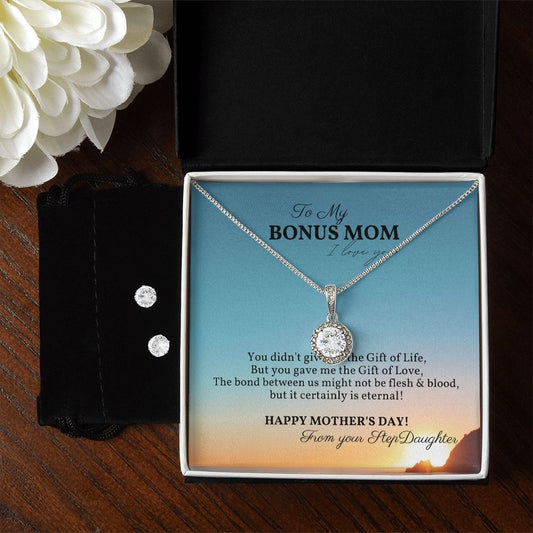 To My
BONUS MOM
I love
You didn't the Gift of Life,
But you gave me the Gift of Love,
The bond between us might not be flesh & blood,
but it certainly is eternal!
HAPPY MOTHER'S DAY!
From your StepDaughter